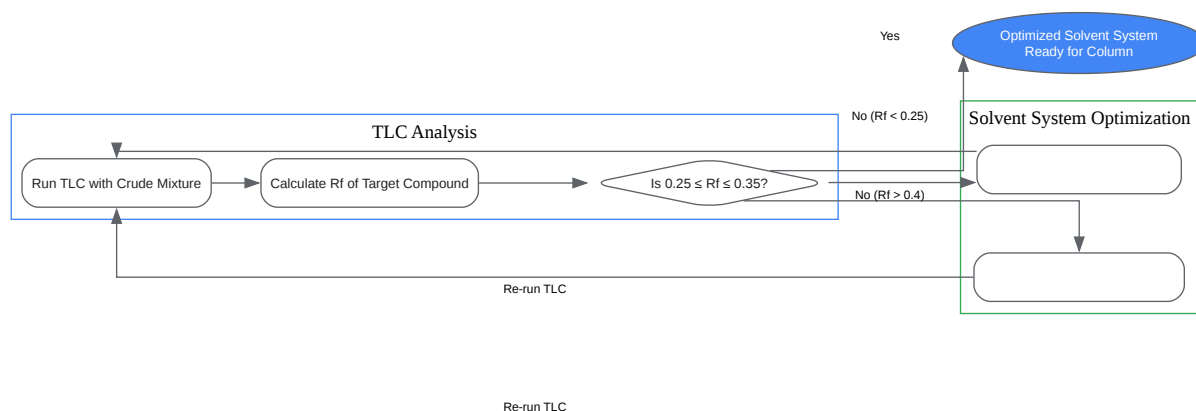 Yes
Optimized Solvent System
Ready for Column
No (Rf < 0.25)
TLC Analysis
Solvent System Optimization
Run TLC with Crude Mixture
Calculate Rf of Target Compound
Is 0.25 ≤ Rf ≤ 0.35?
No (Rf > 0.4)
Re-run TLC
Re-run TLC